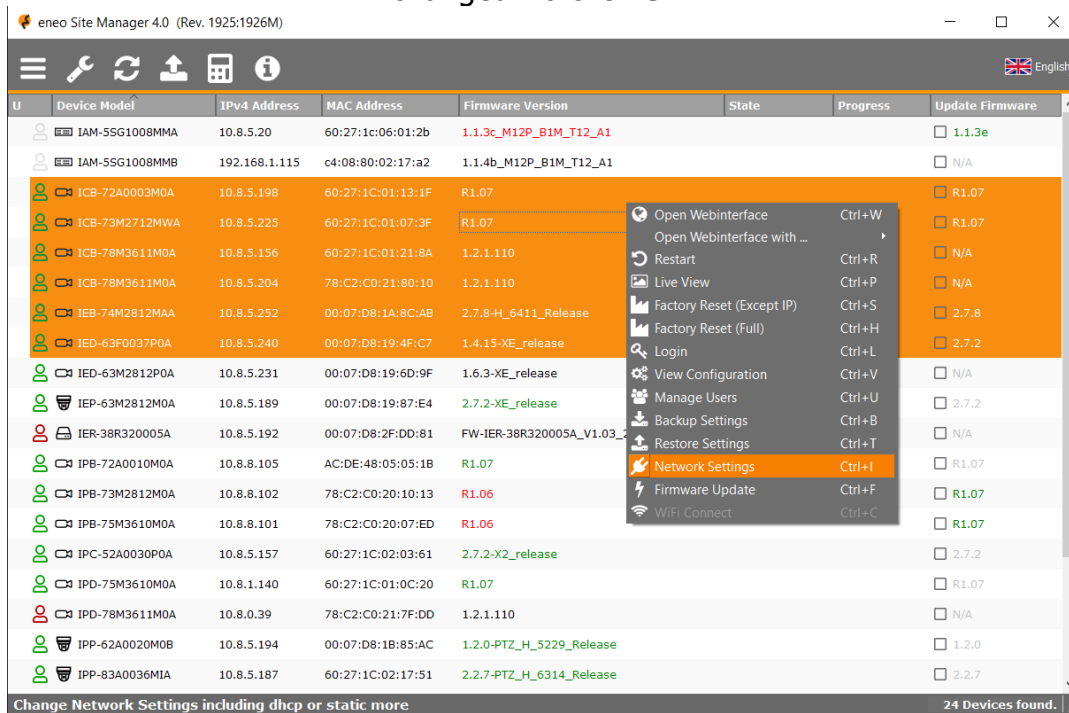 eneo Site Manager 4.0 (Rev. 1925:1926M)
English
U Device Model IPv4 Address MAC Address Firmware Version State Progress Update Firmware
IAM-5SG1008MMA 10.8.5.20 60:27:1c:06:01:2b 1.1.3c_M12P_B1M_T12_A1 1.1.3e
IAM-5SG1008MMB 192.168.1.115 c4:08:80:02:17:a2 1.1.4b_M12P_B1M_T12_A1 N/A
ICB-72A0003M0A 10.8.5.198 60:27:1C:01:13:1F R1.07 R1.07
ICB-73M2712MWA 10.8.5.225 60:27:1C:01:07:3F R1.07 R1.07
ICB-78M3611M0A 10.8.5.156 60:27:1C:01:21:8A 1.2.1.110 N/A
ICB-78M3611M0A 10.8.5.204 78:C2:C0:21:80:10 1.2.1.110 N/A
IEB-74M2812MAA 10.8.5.252 00:07:D8:1A:8C:AB 2.7.8-H_6411_Release 2.7.8
IED-63F0037P0A 10.8.5.240 00:07:D8:19:4F:C7 1.4.15-XE_release 2.7.2
IED-63M2812P0A 10.8.5.231 00:07:D8:19:6D:9F 1.6.3-XE_release N/A
IEP-63M2812M0A 10.8.5.189 00:07:D8:19:87:E4 2.7.2-XE_release 2.7.2
IER-38R320005A 10.8.5.192 00:07:D8:2F:DD:81 FW-IER-38R320005A_V1.03_2 N/A
IPB-72A0010M0A 10.8.8.105 AC:DE:48:05:05:1B R1.07 R1.07
IPB-73M2812M0A 10.8.8.102 78:C2:C0:20:10:13 R1.06 R1.07
IPB-75M3610M0A 10.8.8.101 78:C2:C0:20:07:ED R1.06 R1.07
IPC-52A0030P0A 10.8.5.157 60:27:1C:02:03:61 2.7.2-X2_release 2.7.2
IPD-75M3610M0A 10.8.1.140 60:27:1C:01:0C:20 R1.07 R1.07
IPD-78M3611M0A 10.8.0.39 78:C2:C0:21:7F:DD 1.2.1.110 N/A
IPP-62A0020M0B 10.8.5.194 00:07:D8:1B:85:AC 1.2.0-PTZ_H_5229_Release 1.2.0
IPP-83A0036MIA 10.8.5.187 60:27:1C:02:17:51 2.2.7-PTZ_H_6314_Release 2.2.7
Open Webinterface Ctrl+W
Open Webinterface with ...
Restart Ctrl+R
Live View Ctrl+P
Factory Reset (Except IP) Ctrl+S
Factory Reset (Full) Ctrl+H
Login Ctrl+L
View Configuration Ctrl+V
Manage Users Ctrl+U
Backup Settings Ctrl+B
Restore Settings Ctrl+T
Network Settings Ctrl+I
Firmware Update Ctrl+F
WiFi Connect Ctrl+C
Change Network Settings including dhcp or static more 24 Devices found.